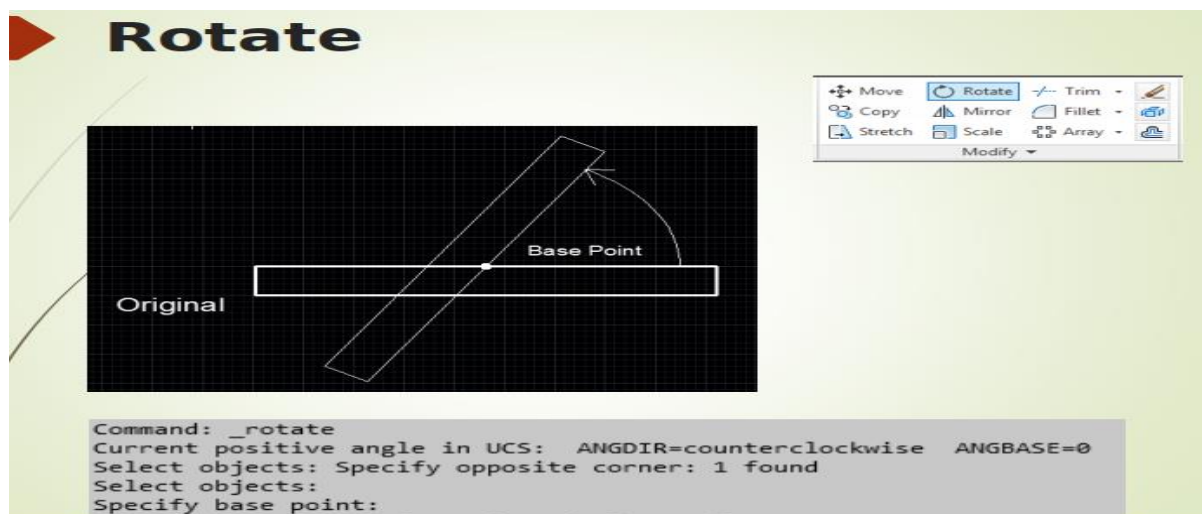 Rotate
Move Rotate Trim
Copy Mirror Fillet
Stretch Scale Array
Modify
Base Point
Original
Command: _rotate
Current positive angle in UCS: ANGDIR=counterclockwise ANGBASE=0
Select objects: Specify opposite corner: 1 found
Select objects:
Specify base point: